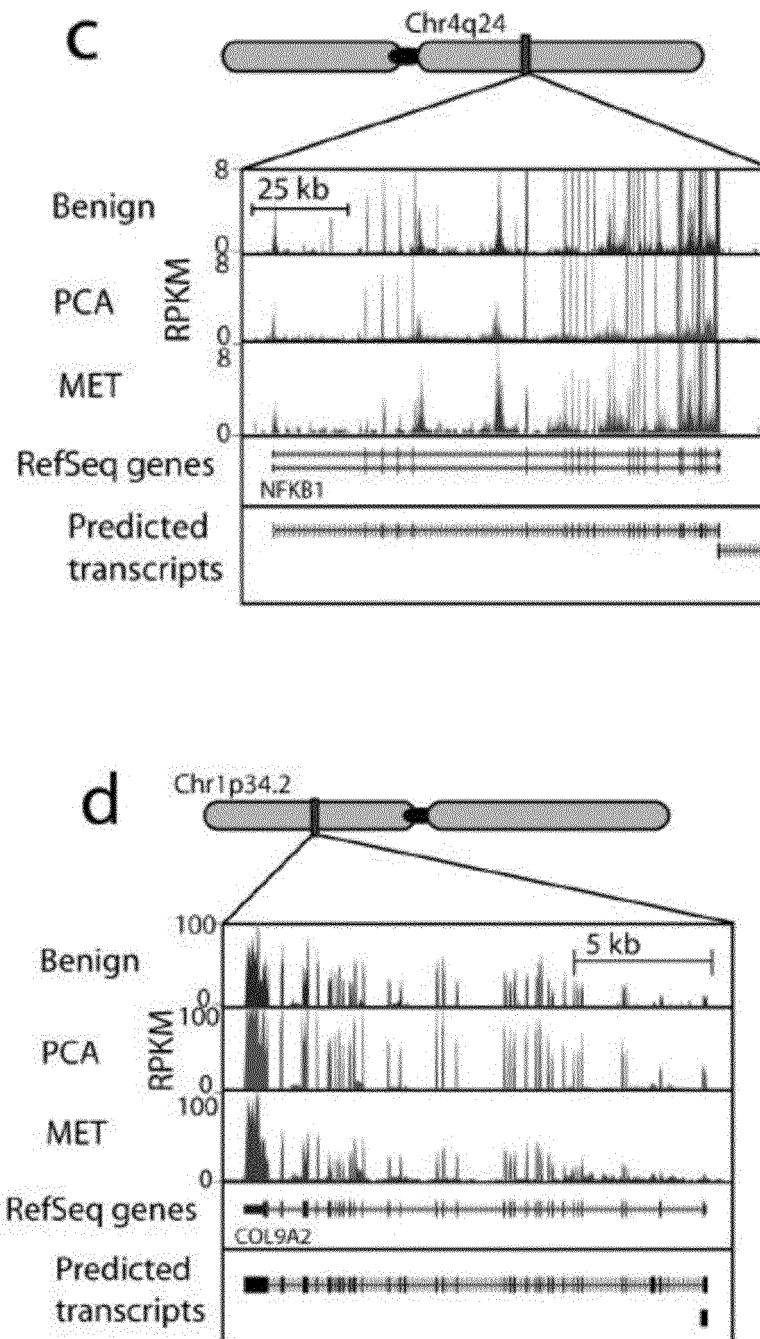 c
Chr4q24
8
25 kb
Benign
0
8
PCA
RPKM
0
8
MET
0
RefSeq genes
NFKB1
Predicted
transcripts
d
Chr1p34.2
100
5 kb
Benign
0
100
PCA
RPKM
0
100
MET
0
RefSeq genes
COL9A2
Predicted
transcripts